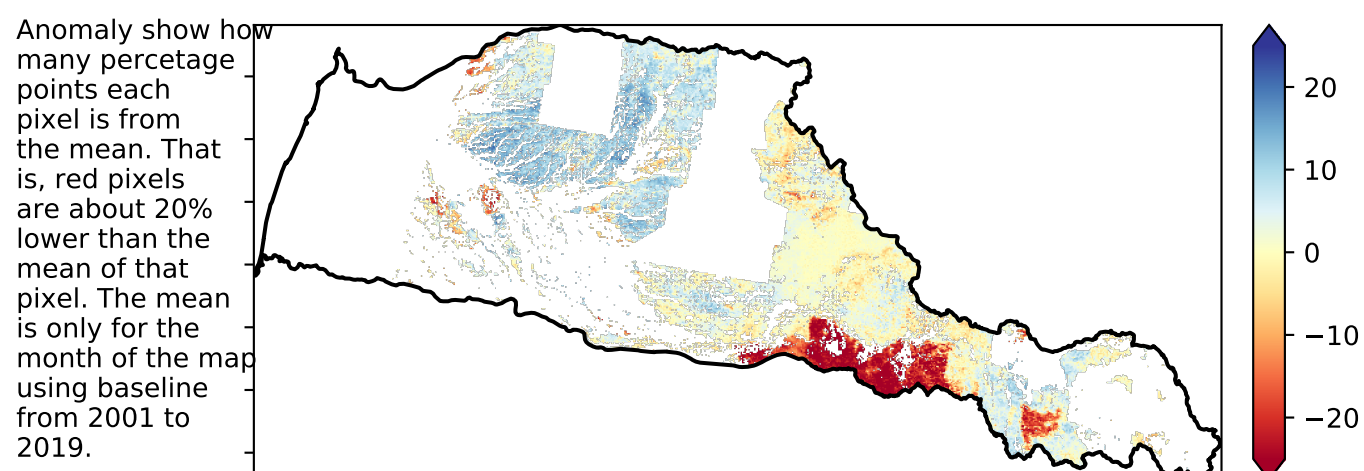 Anomaly show how
many percetage
points each
pixel is from
the mean. That
is, red pixels
are about 20%
lower than the
mean of that
pixel. The mean
is only for the
month of the map
using baseline
from 2001 to
2019.
20
10
0
−10
−20